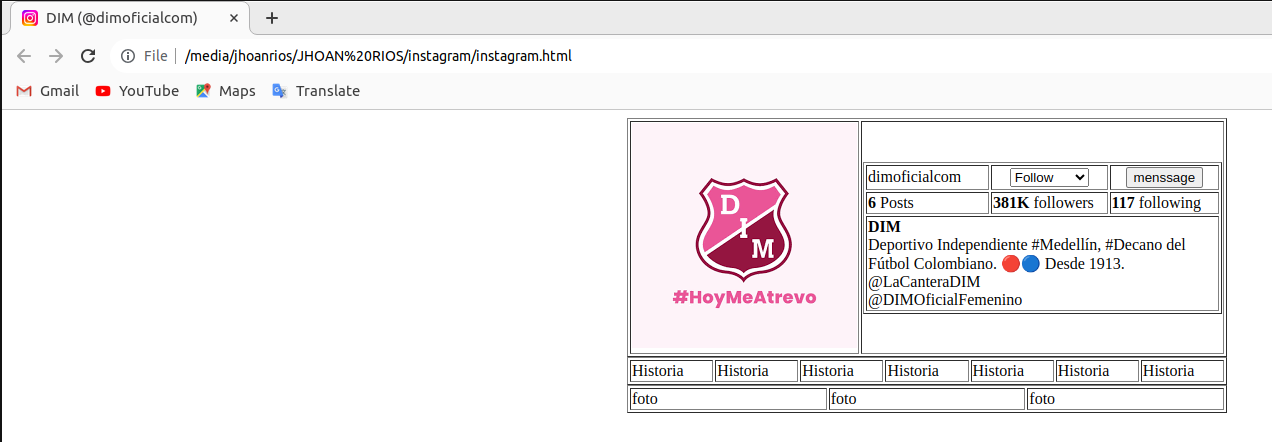 DIM (@dimoficialcom)
File
/media/jhoanrios/JHOAN%20RIOS/instagram/instagram.html
Gmail YouTube Maps Translate
D
I
M
#HoyMeAtrevo
dimoficialcom Follow menssage
6 Posts 381K followers 117 following
DIM
Deportivo Independiente #Medellín, #Decano del
Fútbol Colombiano. 🔴🔵 Desde 1913.
@LaCanteraDIM
@DIMOficialFemenino
Historia Historia Historia Historia Historia Historia Historia
foto foto foto